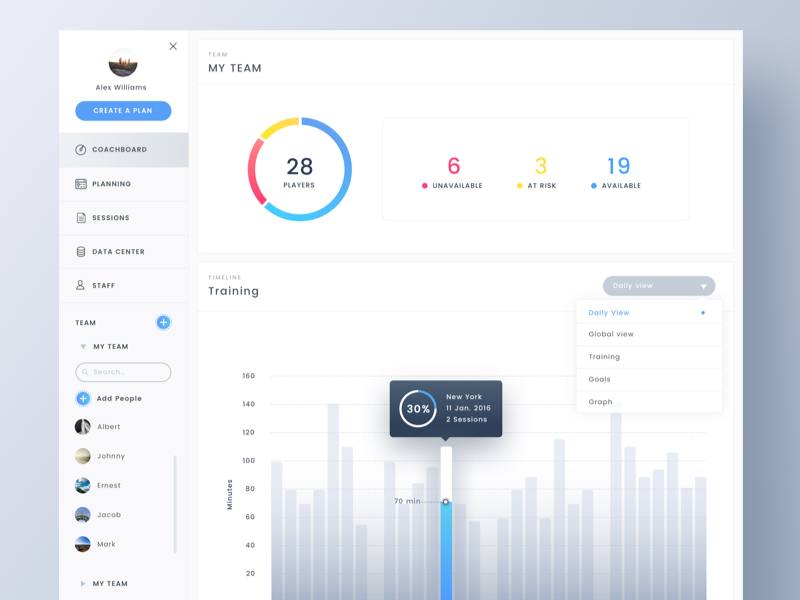 Alex Williams
CREATE A PLAN
COACHBOARD
PLANNING
SESSIONS
DATA CENTER
STAFF
TEAM
MY TEAM
Search..
Add People
Albert
Johnny
Ernest
Jacob
Mark
MY TEAM
TEAM
MY TEAM
28
PLAYERS
6
UNAVAILABLE
3
AT RISK
19
AVAILABLE
TIMELINE
Training
Daily view
Daily View
Global view
Training
Goals
Graph
160
140
120
100
80
60
40
20
Minutes
30%
New York
11 Jan. 2016
2 Sessions
70 min